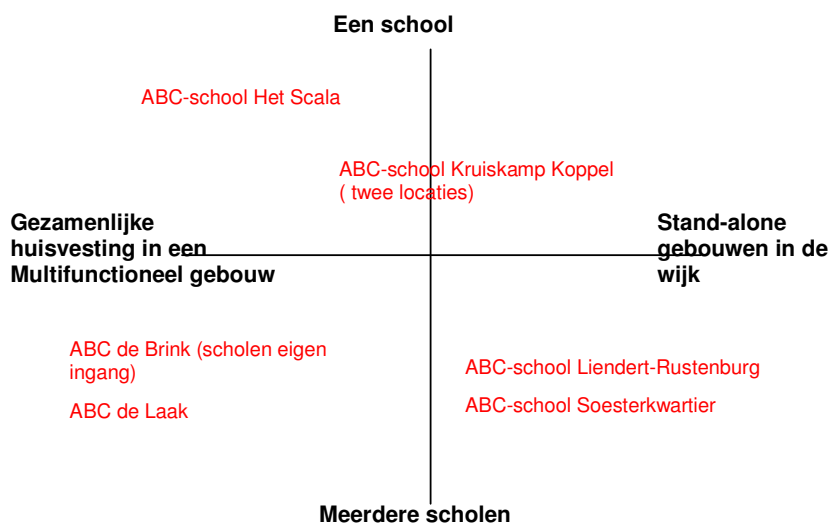 Een school
ABC-school Het Scala
ABC-school Kruiskamp Koppel
( twee locaties)
Gezamenlijke
huisvesting in een
Multifunctioneel gebouw
Stand-alone
gebouwen in de
wijk
ABC de Brink (scholen eigen
ingang)
ABC de Laak
ABC-school Liendert-Rustenburg
ABC-school Soesterkwartier
Meerdere scholen